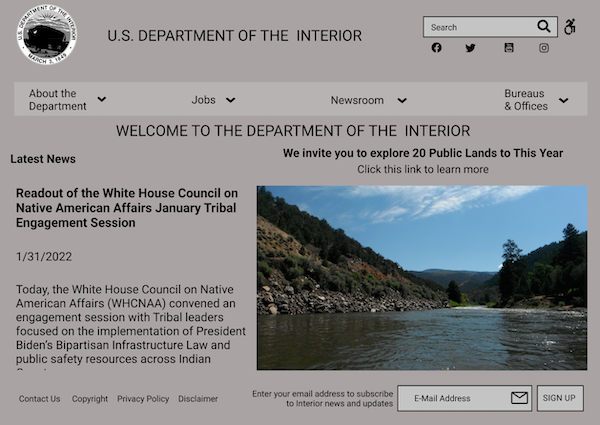 U.S. DEPARTMENT OF THE INTERIOR
MARCH 3, 1849
U.S. DEPARTMENT OF THE INTERIOR
Search
About the
Department
Jobs
Newsroom
Bureaus
& Offices
WELCOME TO THE DEPARTMENT OF THE INTERIOR
Latest News
We invite you to explore 20 Public Lands to This Year
Click this link to learn more
Readout of the White House Council on
Native American Affairs January Tribal
Engagement Session
1/31/2022
Today, the White House Council on Native
American Affairs (WHCNAA) convened an
engagement session with Tribal leaders
focused on the implementation of President
Biden's Bipartisan Infrastructure Law and
public safety resources across Indian
Contact Us
Copyright
Privacy Policy
Disclaimer
Enter your email address to subscribe
to Interior news and updates
E-Mail Address
SIGN UP